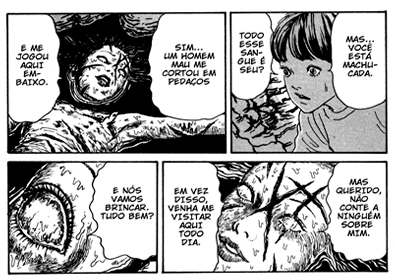 MAS...
VOCÊ
ESTÁ
MACHU-
CADA.
TODO
ESSE
SAN-
GUE É
SEU?
SIM...
UM HOMEM
MAU ME
CORTOU EM
PEDAÇOS
E ME
JOGOU
AQUI
EM-
BAIXO.
MAS
QUERIDO,
NÃO
CONTE A
NINGUÉM
SOBRE
MIM.
EM VEZ
DISSO,
VENHA ME
VISITAR
AQUI
TODO
DIA.
E NÓS
VAMOS
BRINCAR.
TUDO BEM?